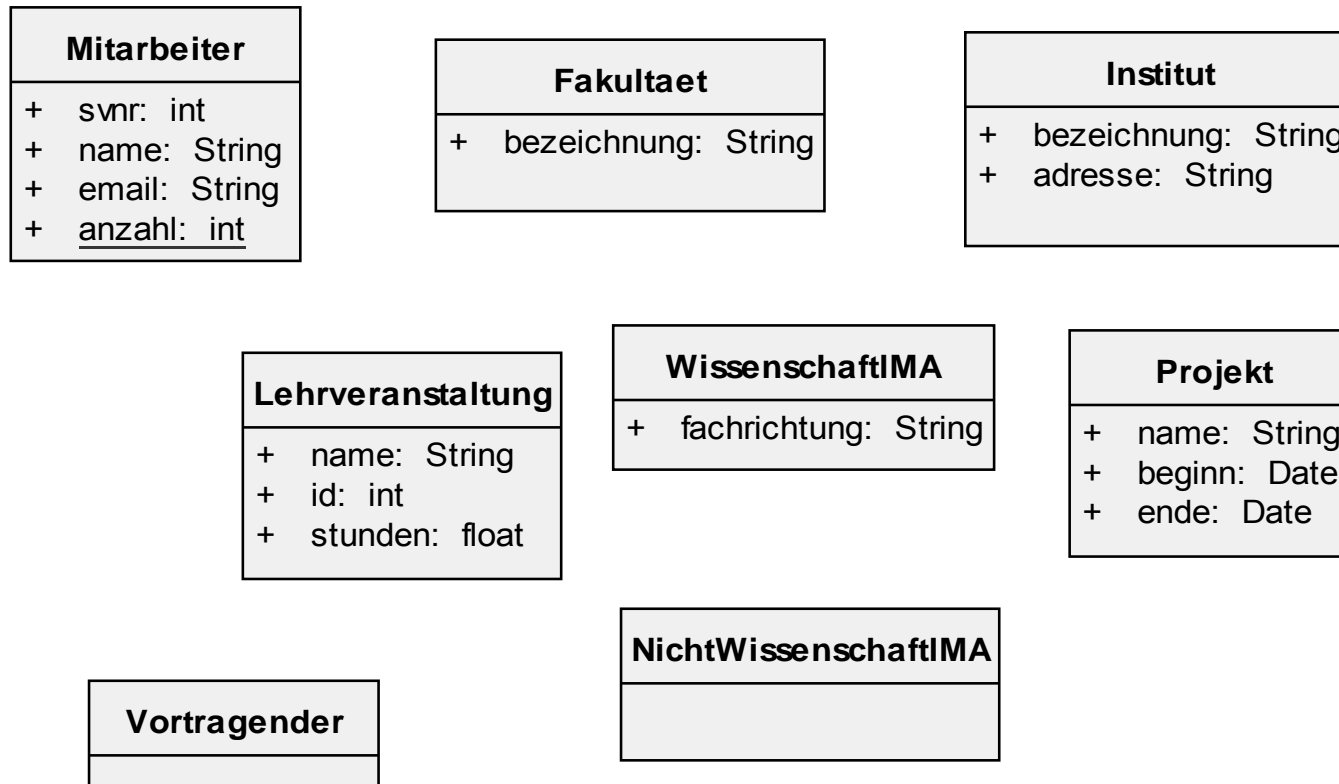 Mitarbeiter
+ svnr: int
+ name: String
+ email: String
+ anzahl: int
Fakultaet
+ bezeichnung: String
Institut
+ bezeichnung: String
+ adresse: String
Lehrveranstaltung
+ name: String
+ id: int
+ stunden: float
WissenschaftlMA
+ fachrichtung: String
Projekt
+ name: String
+ beginn: Date
+ ende: Date
NichtWissenschaftlMA
Vortragender